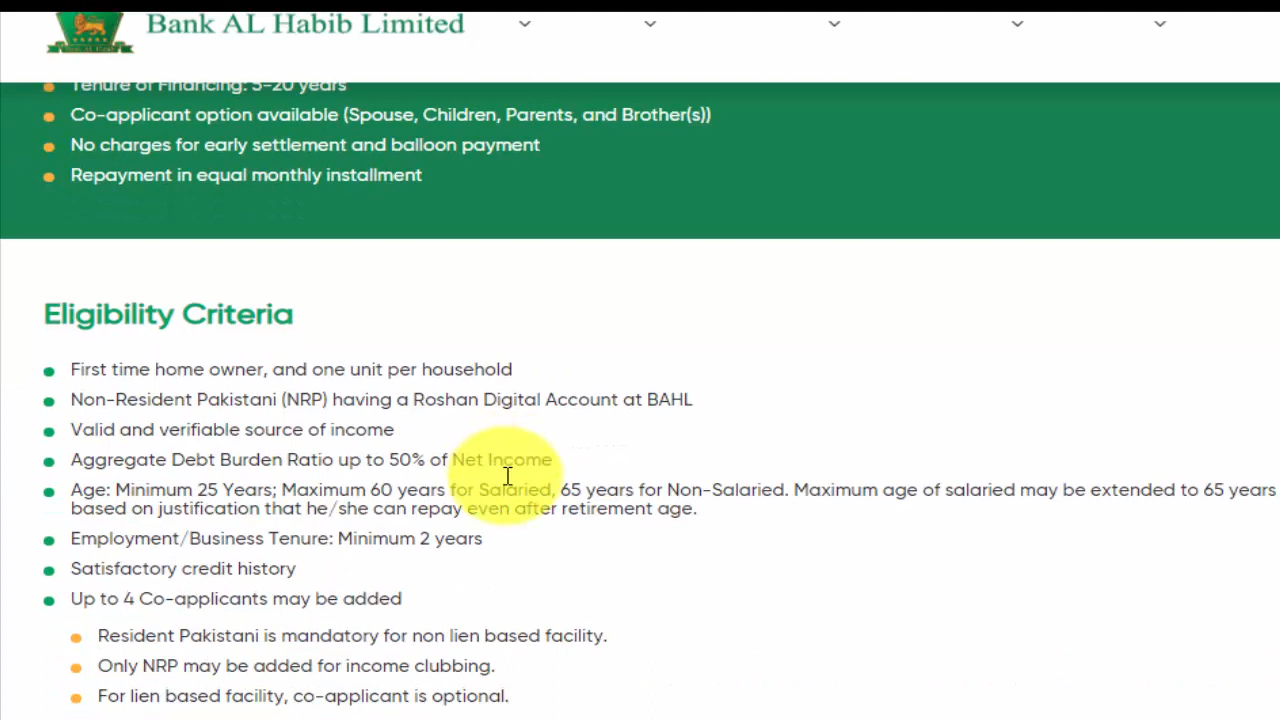 Bank AL Habib Limited
Tenure of Financing: 5-20 years
Co-applicant option available (Spouse, Children, Parents, and Brother(s))
No charges for early settlement and balloon payment
Repayment in equal monthly installment
Eligibility Criteria
First time home owner, and one unit per household
Non-Resident Pakistani (NRP) having a Roshan Digital Account at BAHL
Valid and verifiable source of income
Aggregate Debt Burden Ratio up to 50% of Net Income
Age: Minimum 25 Years; Maximum 60 years for Salaried, 65 years for Non-Salaried. Maximum age of salaried may be extended to 65 years
based on justification that he/she can repay even after retirement age.
Employment/Business Tenure: Minimum 2 years
Satisfactory credit history
Up to 4 Co-applicants may be added
Resident Pakistani is mandatory for non lien based facility.
Only NRP may be added for income clubbing.
For lien based facility, co-applicant is optional.